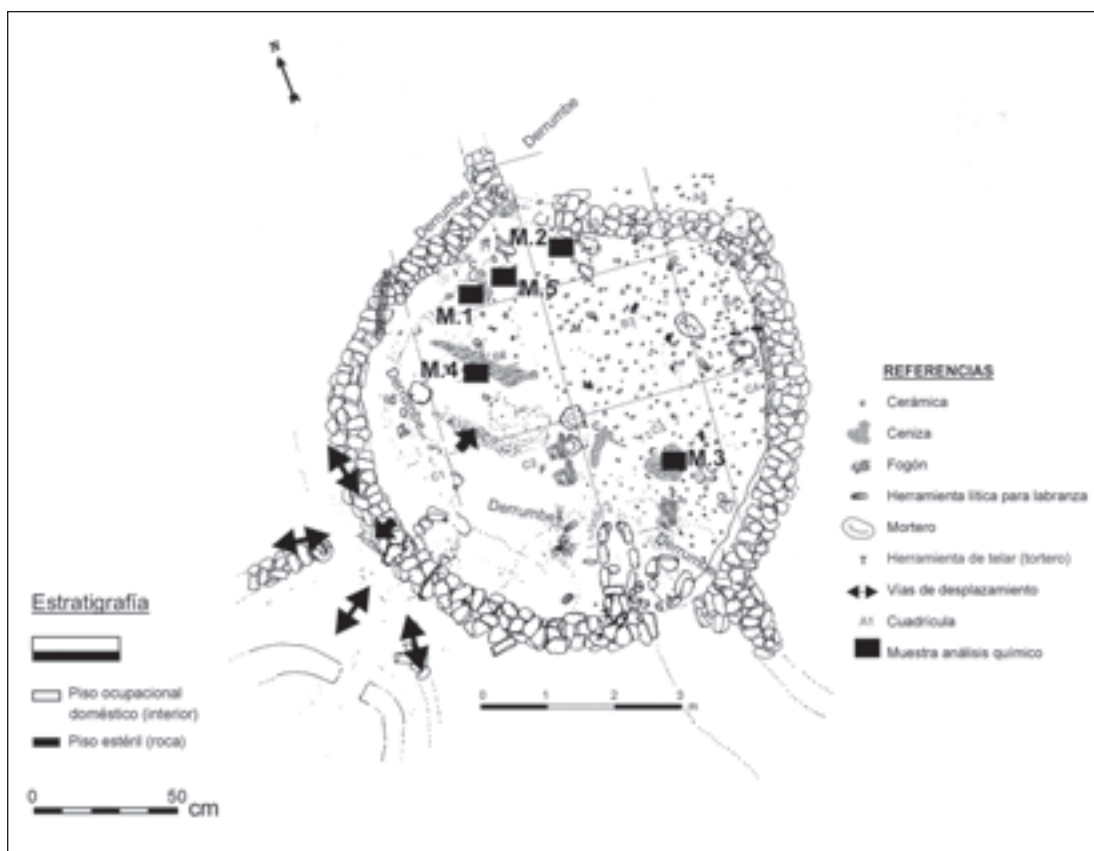 N
Derrumbe
Derrumbe
M.2
M.5
M.1
M.4
M.3
Derrumbe
REFERENCIAS
Cerámica
Ceniza
Fogón
Herramienta lítica para labranza
Mortero
T Herramienta de telar (tortero)
Vías de desplazamiento
A1 Cuadrícula
Muestra análisis químico
Estratigrafía
Piso ocupacional
doméstico (interior)
Piso estéril (roca)
0 50 cm
0 1 2 3 m